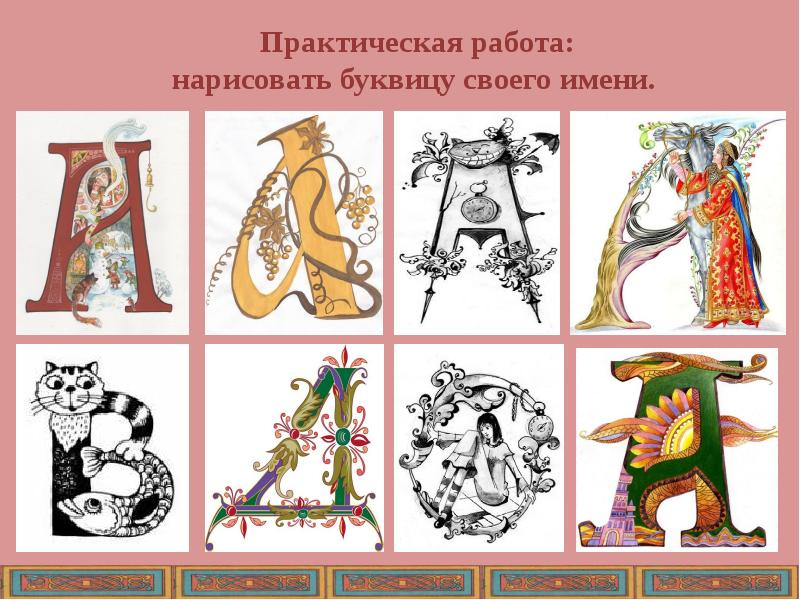 Практическая работа:
нарисовать буквицу своего имени.
А А А А
В Д А А